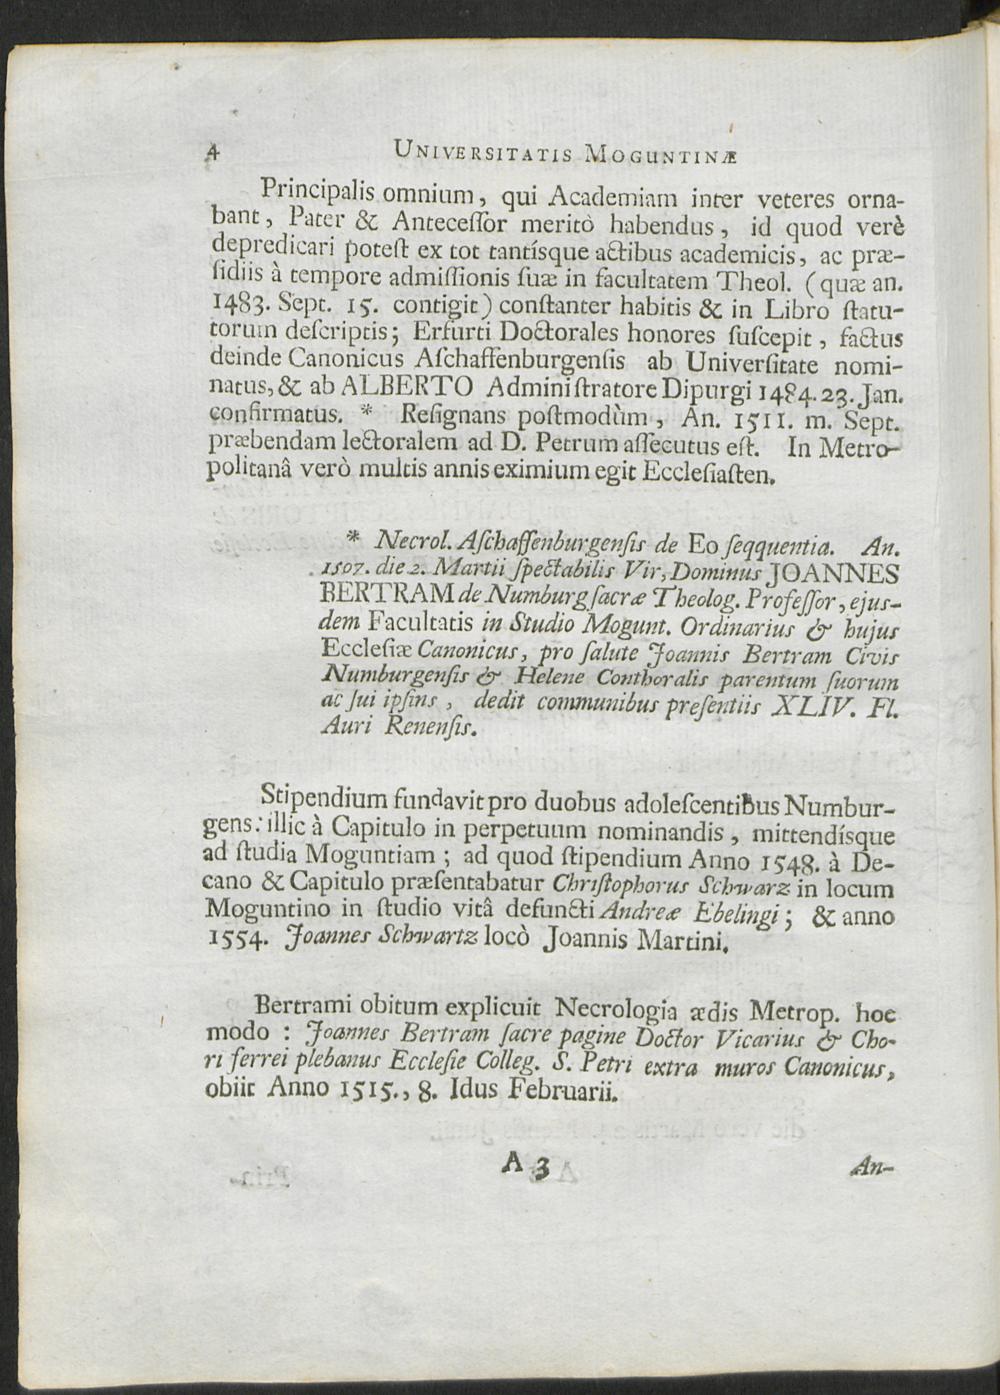 4 UNIVERSITATIS MOGUNTINÆ
Principalis omnium, qui Academiam inter veteres orna-
bant, Pater & Anteceſſor meritò habendus, id quod verè
depredicari poteſt ex tot tantísque actibus academicis, ac præ-
ſidiis à tempore admiſſionis ſuæ in facultatem Theol. (quæ an.
1483. Sept. 15. contigit) conſtanter habitis & in Libro ſtatu-
torum deſcriptis; Erfurti Doctorales honores ſuſcepit, factus
deinde Canonicus Aſchaffenburgenſis ab Univerſitate nomi-
natus, & ab ALBERTO Adminiſtratore Dipurgi 1484. 23. Jan.
confirmatus. * Reſignans poſtmodùm, An. 1511. m. Sept.
præbendam lectoralem ad D. Petrum aſſecutus eſt. In Metro-
politanâ verò multis annis eximium egit Eccleſiaſten.
* Necrol. Aſchaffenburgenſis de Eo ſeqquentia. An.
1507. die 2. Martii ſpectabilis Vir, Dominus JOANNES
BERTRAM de Numburg ſacræ Theolog. Profeſſor, ejus-
dem Facultatis in Studio Mogunt. Ordinarius & hujus
Eccleſiæ Canonicus, pro ſalute Joannis Bertram Civis
Numburgenſis & Helene Conthoralis parentum ſuorum
ac ſui ipſins, dedit communibus preſentiis XLIV. Fl.
Auri Renenſis.
Stipendium fundavit pro duobus adoleſcentibus Numbur-
gens. illic à Capitulo in perpetuum nominandis, mittendísque
ad ſtudia Moguntiam; ad quod ſtipendium Anno 1548. à De-
cano & Capitulo præſentabatur Chriſtophorus Schwarz in locum
Moguntino in ſtudio vitâ defuncti Andreæ Ebelingi; & anno
1554. Joannes Schwartz locò Joannis Martini.
Bertrami obitum explicuit Necrologia ædis Metrop. hoc
modo: Joannes Bertram ſacre pagine Doctor Vicarius & Cho-
ri ferrei plebanus Eccleſie Colleg. S. Petri extra muros Canonicus,
obiit Anno 1515., 8. Idus Februarii.
A 3 An-